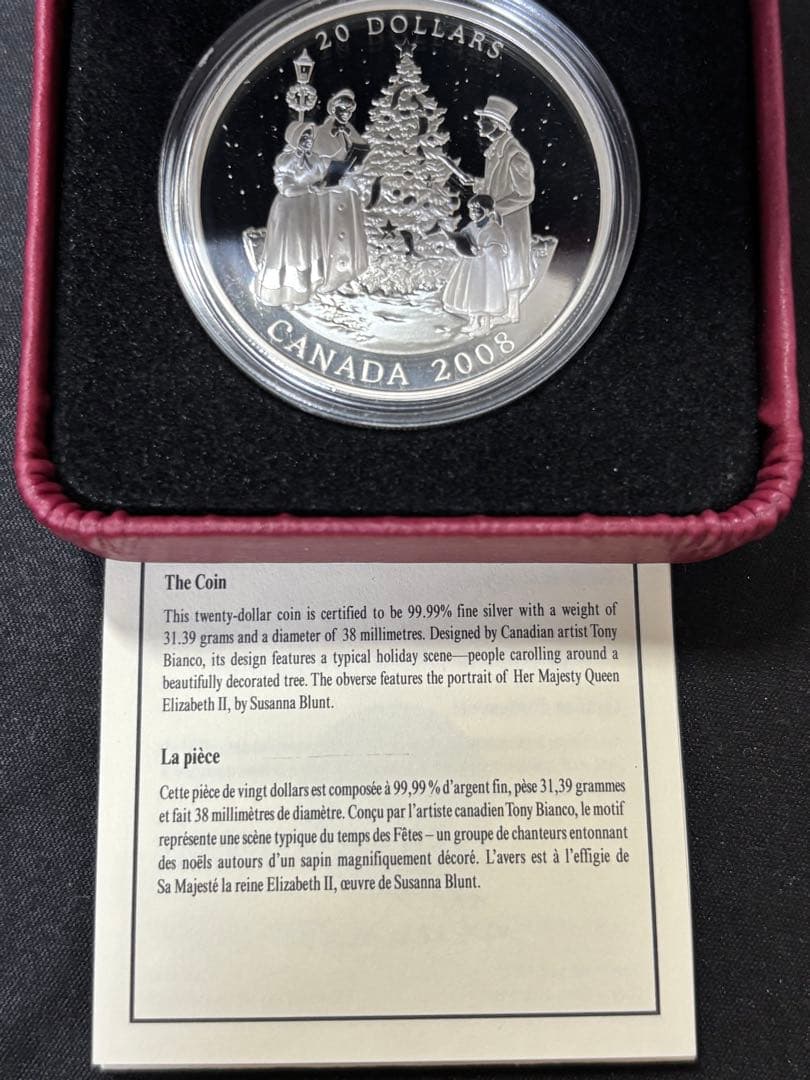 20 DOLLARS
CANADA 2008
The Coin
This twenty-dollar coin is certified to be 99.99% fine silver with a weight of
31.39 grams and a diameter of 38 millimetres. Designed by Canadian artist Tony
Bianco, its design features a typical holiday scene—people carolling around a
beautifully decorated tree. The obverse features the portrait of Her Majesty Queen
Elizabeth II, by Susanna Blunt.
La pièce
Cette pièce de vingt dollars est composée à 99,99 % d'argent fin, pèse 31,39 grammes
et fait 38 millimètres de diamètre. Conçu par l'artiste canadien Tony Bianco, le motif
représente une scène typique du temps des Fêtes – un groupe de chanteurs entonnant
des noëls autours d'un sapin magnifiquement décoré. L'avers est à l'effigie de
Sa Majesté la reine Elizabeth II, œuvre de Susanna Blunt.